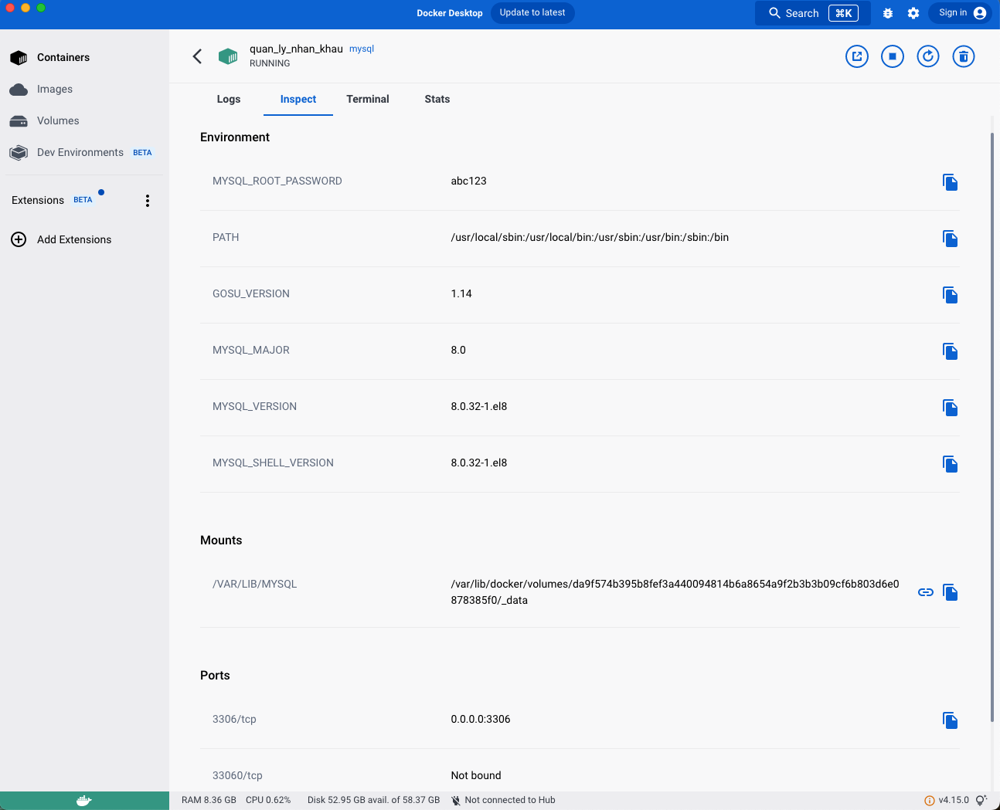 Docker Desktop
Update to latest
Search
⌘K
Sign in
Containers
Images
Volumes
Dev Environments BETA
Extensions BETA
Add Extensions
quan_ly_nhan_khau mysql
RUNNING
Logs Inspect Terminal Stats
Environment
MYSQL_ROOT_PASSWORD abc123
PATH /usr/local/sbin:/usr/local/bin:/usr/sbin:/usr/bin:/sbin:/bin
GOSU_VERSION 1.14
MYSQL_MAJOR 8.0
MYSQL_VERSION 8.0.32-1.el8
MYSQL_SHELL_VERSION 8.0.32-1.el8
Mounts
/VAR/LIB/MYSQL /var/lib/docker/volumes/da9f574b395b8fef3a440094814b6a8654a9f2b3b3b09cf6b803d6e0
878385f0/_data
Ports
3306/tcp 0.0.0.0:3306
33060/tcp Not bound
RAM 8.36 GB CPU 0.62% Disk 52.95 GB avail. of 58.37 GB Not connected to Hub v4.15.0